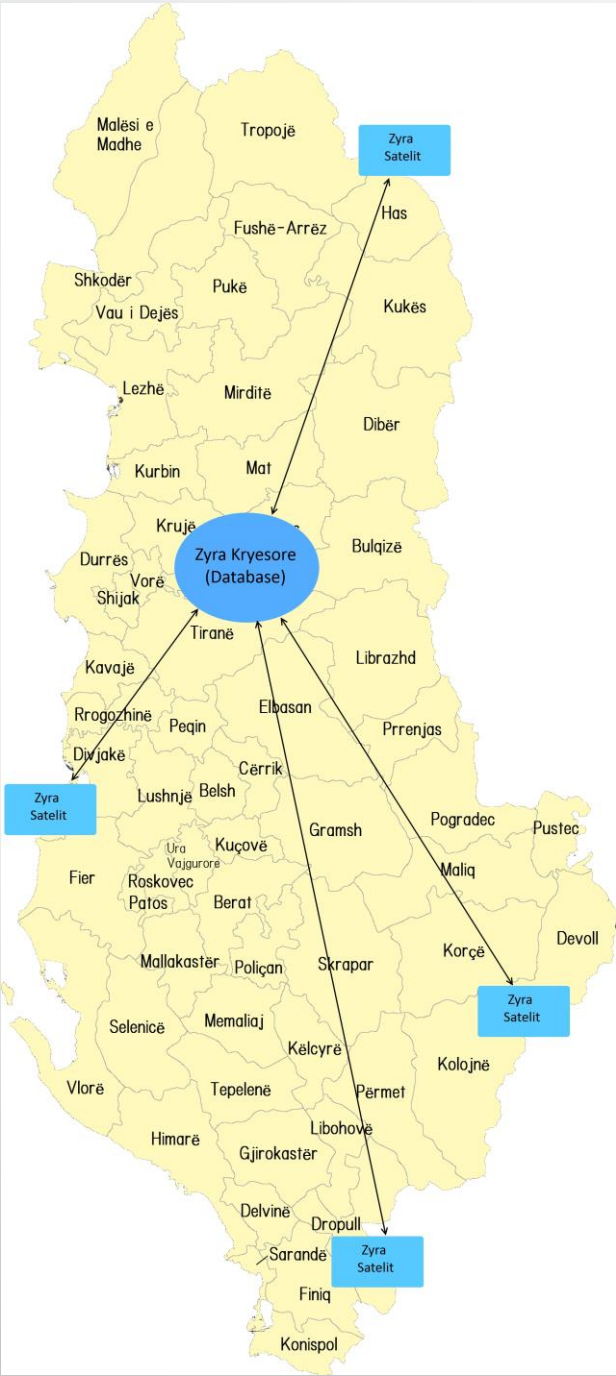 Malësi e
Madhe
Tropojë
Zyra
Satelit
Has
Fushë-Arrëz
Shkodër
Pukë
Kukës
Vau i Dejës
Lezhë
Mirditë
Dibër
Kurbin
Mat
Krujë
Zyra Kryesore
(Database)
Bulqizë
Durrës
Vorë
Shijak
Tiranë
Librazhd
Kavajë
Rrogozhinë
Peqin
Elbasan
Prrenjas
Divjakë
Cërrik
Zyra
Satelit
Lushnjë
Belsh
Gramsh
Pogradec
Pustec
Ura
Vajgurore
Kuçovë
Maliq
Fier
Roskovec
Patos
Berat
Devoll
Korçë
Mallakastër
Poliçan
Skrapar
Zyra
Satelit
Selenicë
Memaliaj
Këlcyrë
Kolojnë
Vlorë
Tepelenë
Përmet
Himarë
Libohovë
Gjirokastër
Delvinë
Dropull
Zyra
Satelit
Sarandë
Finiq
Konispol